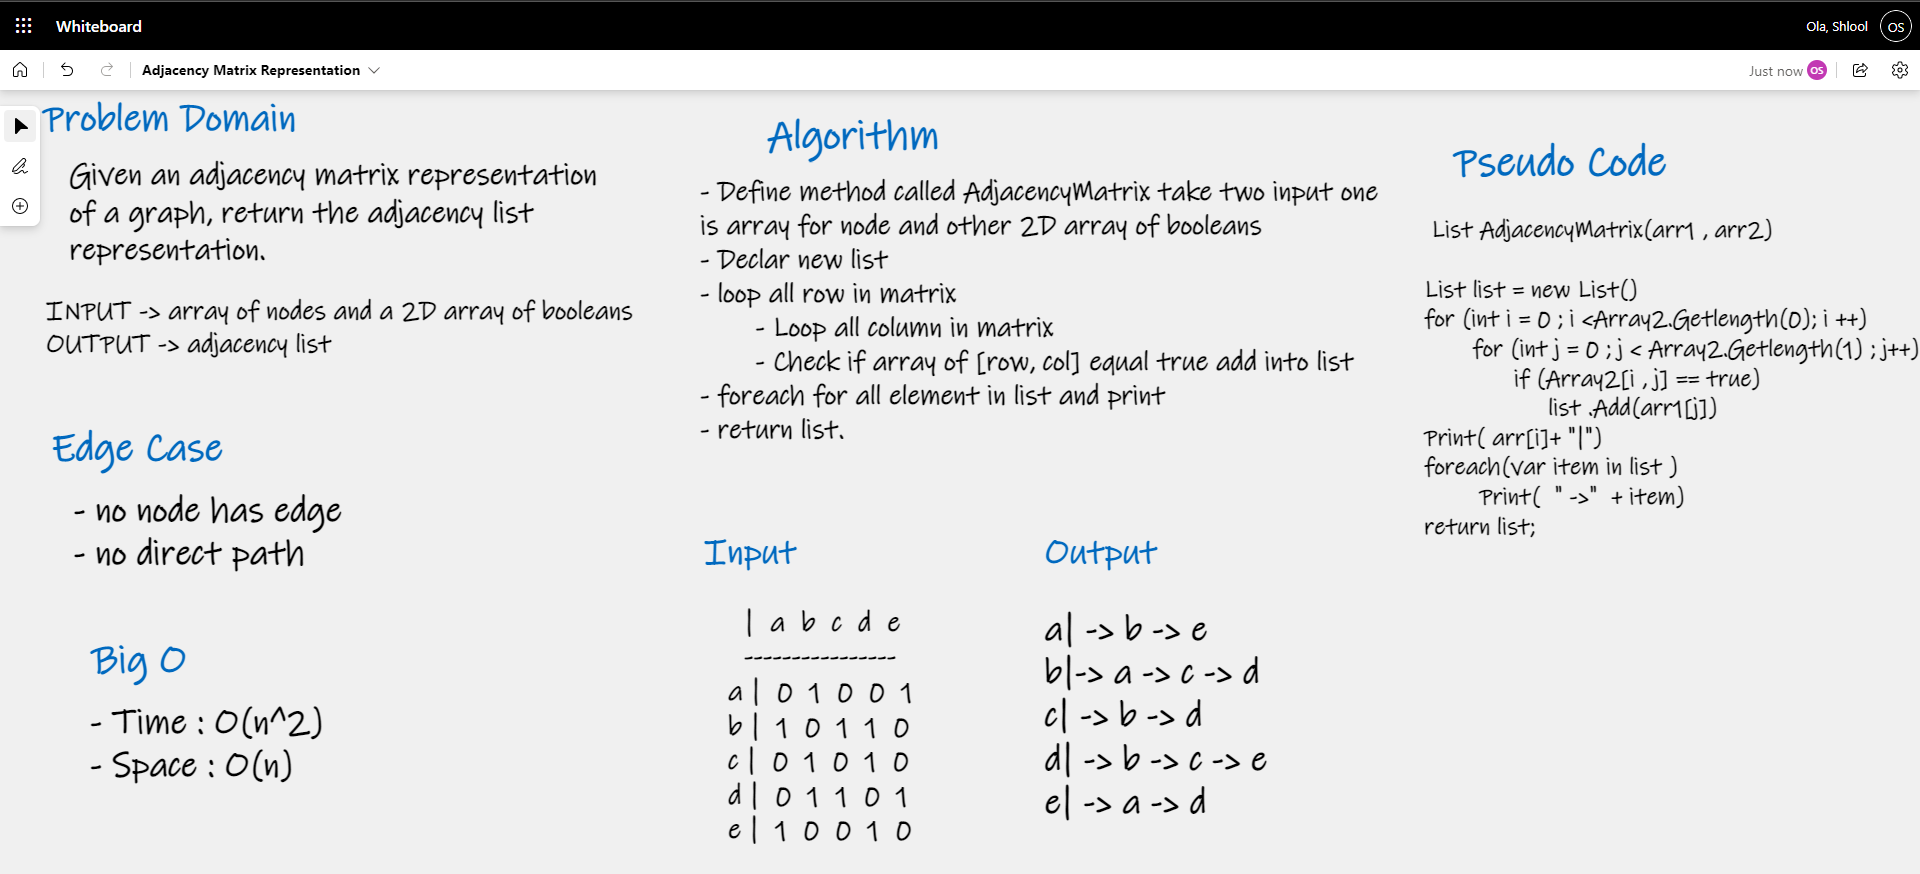 Whiteboard
Ola, Shlool
OS
Adjacency Matrix Representation
Just now
OS
Problem Domain
Given an adjacency matrix representation
of a graph, return the adjacency list
representation.
INPUT -> array of nodes and a 2D array of booleans
OUTPUT -> adjacency list
Edge Case
- no node has edge
- no direct path
Big O
- Time : O(n^2)
- Space : O(n)
Algorithm
- Define method called AdjacencyMatrix take two input one
is array for node and other 2D array of booleans
- Declar new list
- loop all row in matrix
- Loop all column in matrix
- Check if array of [row, col] equal true add into list
- foreach for all element in list and print
- return list.
Input
| a b c d e
----------------
a| 0 1 0 0 1
b| 1 0 1 1 0
c| 0 1 0 1 0
d| 0 1 1 0 1
e| 1 0 0 1 0
Output
a| -> b -> e
b|-> a -> c -> d
c| -> b -> d
d| -> b -> c -> e
e| -> a -> d
Pseudo Code
List AdjacencyMatrix(arr1 , arr2)
List list = new List()
for (int i = 0 ; i <Array2.Getlength(0); i ++)
for (int j = 0 ; j < Array2.Getlength(1) ; j++)
if (Array2[i , j] == true)
list .Add(arr1[j])
Print( arr[i]+ "|")
foreach(var item in list )
Print( " ->" + item)
return list;